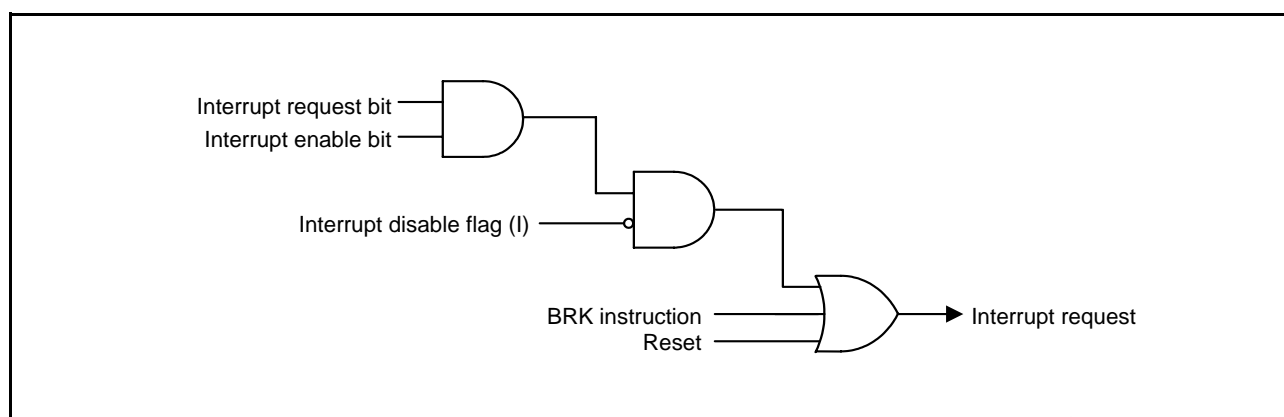 Interrupt request bit
Interrupt enable bit
Interrupt disable flag (I)
BRK instruction
Interrupt request
Reset